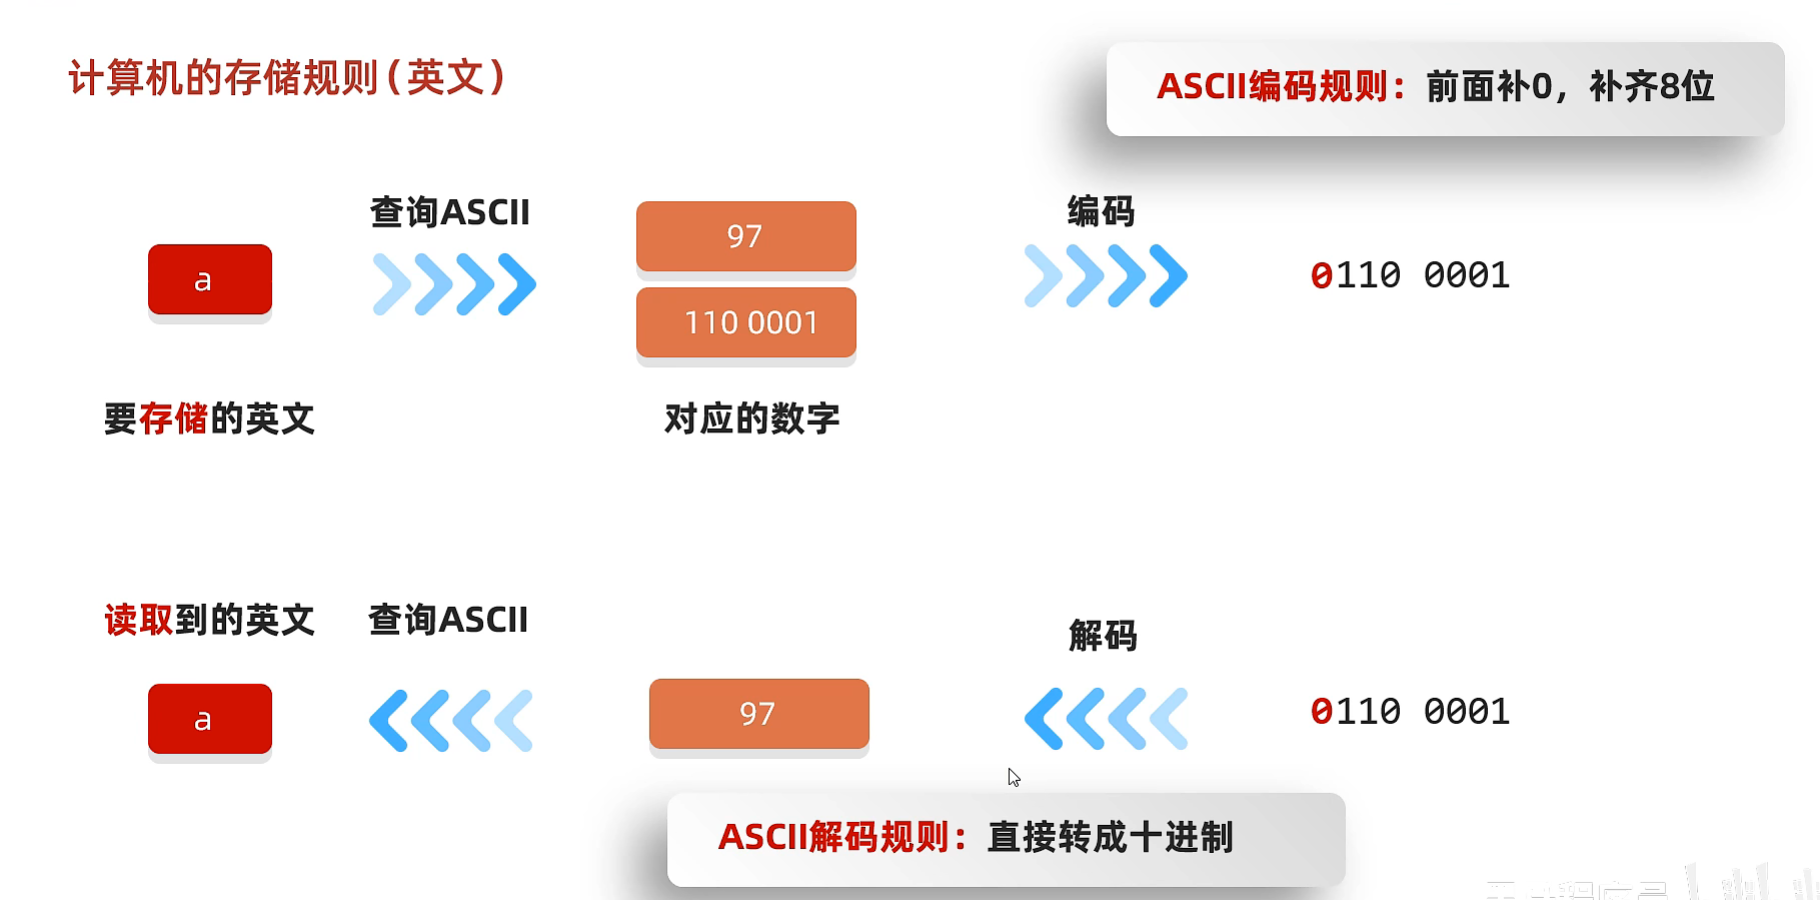 计算机的存储规则(英文)
ASCII编码规则：前面补0，补齐8位
查询ASCII
编码
a
97
110 0001
0110 0001
要存储的英文
对应的数字
读取到的英文
查询ASCII
解码
a
97
0110 0001
ASCII解码规则：直接转成十进制